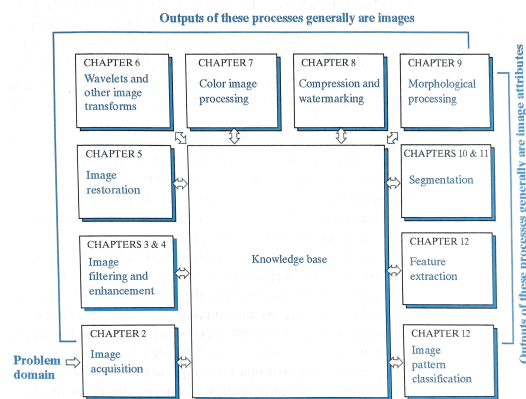 Outputs of these processes generally are images
CHAPTER 6
Wavelets and
other image
transforms
CHAPTER 7
Color image
processing
CHAPTER 8
Compression and
watermarking
CHAPTER 9
Morphological
processing
CHAPTER 5
Image
restoration
CHAPTERS 10 & 11
Segmentation
CHAPTERS 3 & 4
Image
filtering and
enhancement
Knowledge base
CHAPTER 12
Feature
extraction
CHAPTER 2
Image
acquisition
CHAPTER 12
Image
pattern
classification
Problem
domain
Outputs of these processes generally are image attributes